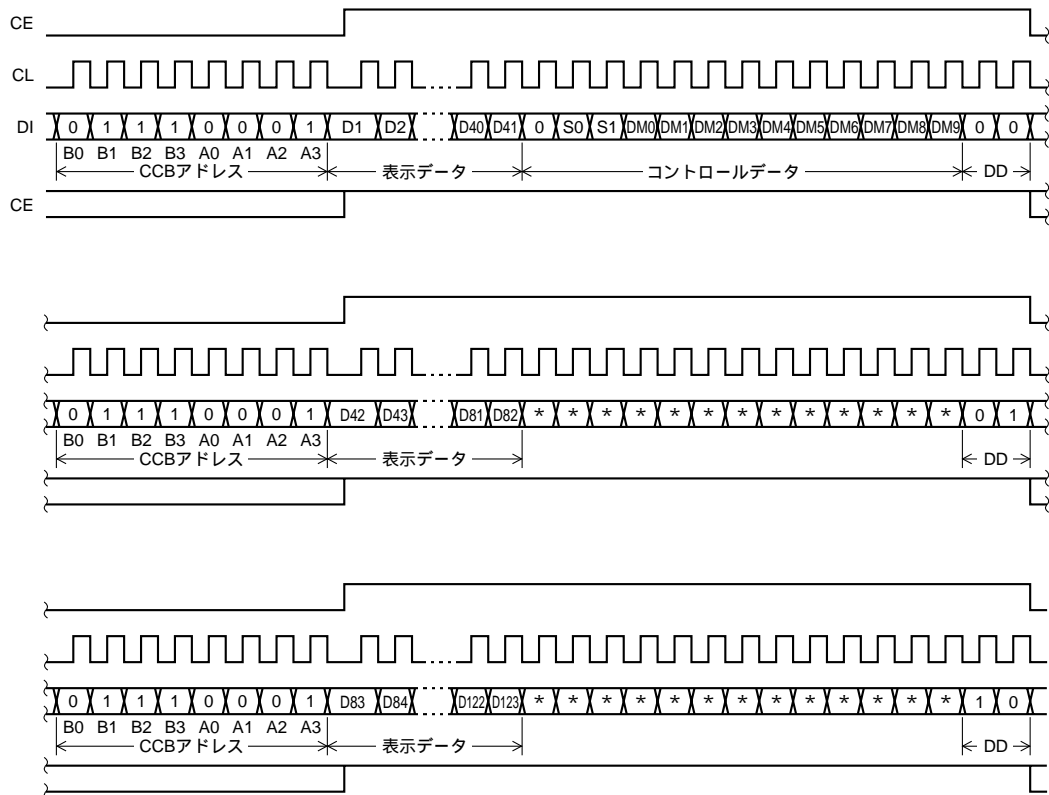 CE
CL
DI 0 1 1 1 0 0 0 1 D1 D2 D40 D41 0 S0 S1 DM0 DM1 DM2 DM3 DM4 DM5 DM6 DM7 DM8 DM9 0 0
B0 B1 B2 B3 A0 A1 A2 A3
CCBアドレス 表示データ コントロールデータ DD
CE
0 1 1 1 0 0 0 1 D42 D43 D81 D82 * * * * * * * * * * * * * 0 1
B0 B1 B2 B3 A0 A1 A2 A3
CCBアドレス 表示データ DD
0 1 1 1 0 0 0 1 D83 D84 D122 D123 * * * * * * * * * * * * * 1 0
B0 B1 B2 B3 A0 A1 A2 A3
CCBアドレス 表示データ DD